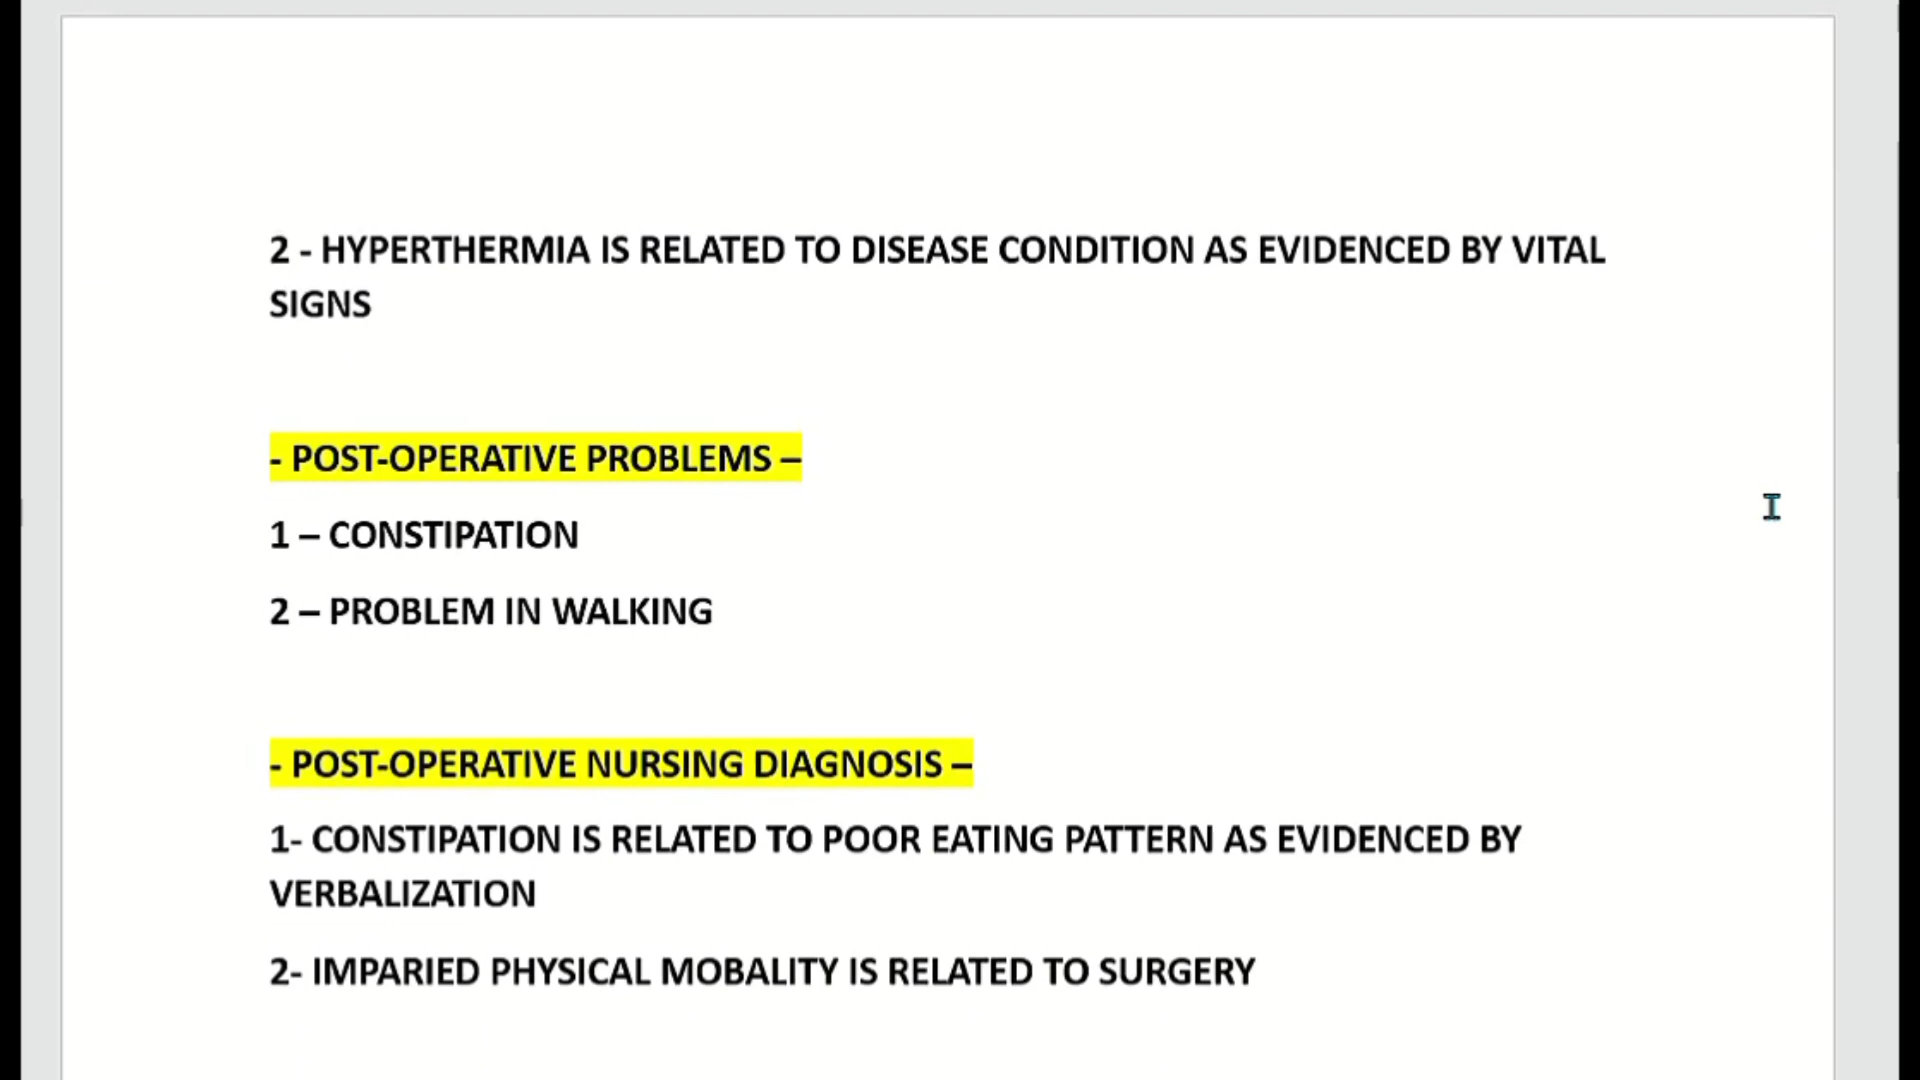 2 - HYPERTHERMIA IS RELATED TO DISEASE CONDITION AS EVIDENCED BY VITAL
SIGNS
- POST-OPERATIVE PROBLEMS –
1 – CONSTIPATION
2 – PROBLEM IN WALKING
- POST-OPERATIVE NURSING DIAGNOSIS –
1- CONSTIPATION IS RELATED TO POOR EATING PATTERN AS EVIDENCED BY
VERBALIZATION
2- IMPARIED PHYSICAL MOBALITY IS RELATED TO SURGERY